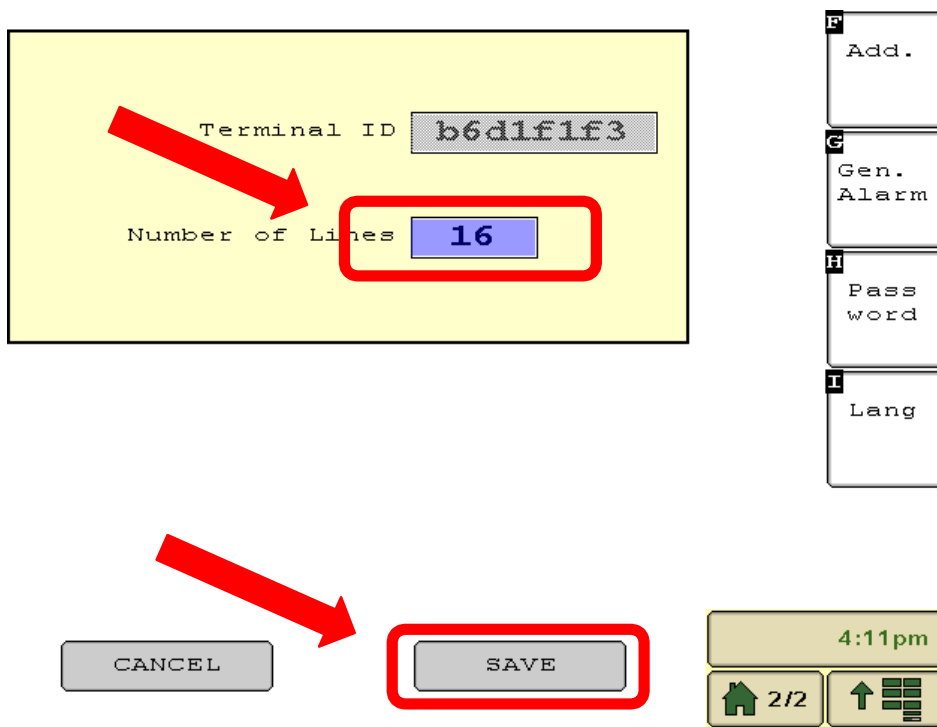 F
Add.
Terminal ID b6d1f1f3
G
Gen.
Alarm
Number of Lines 16
H
Pass
word
I
Lang
CANCEL
SAVE
4:11pm
2/2